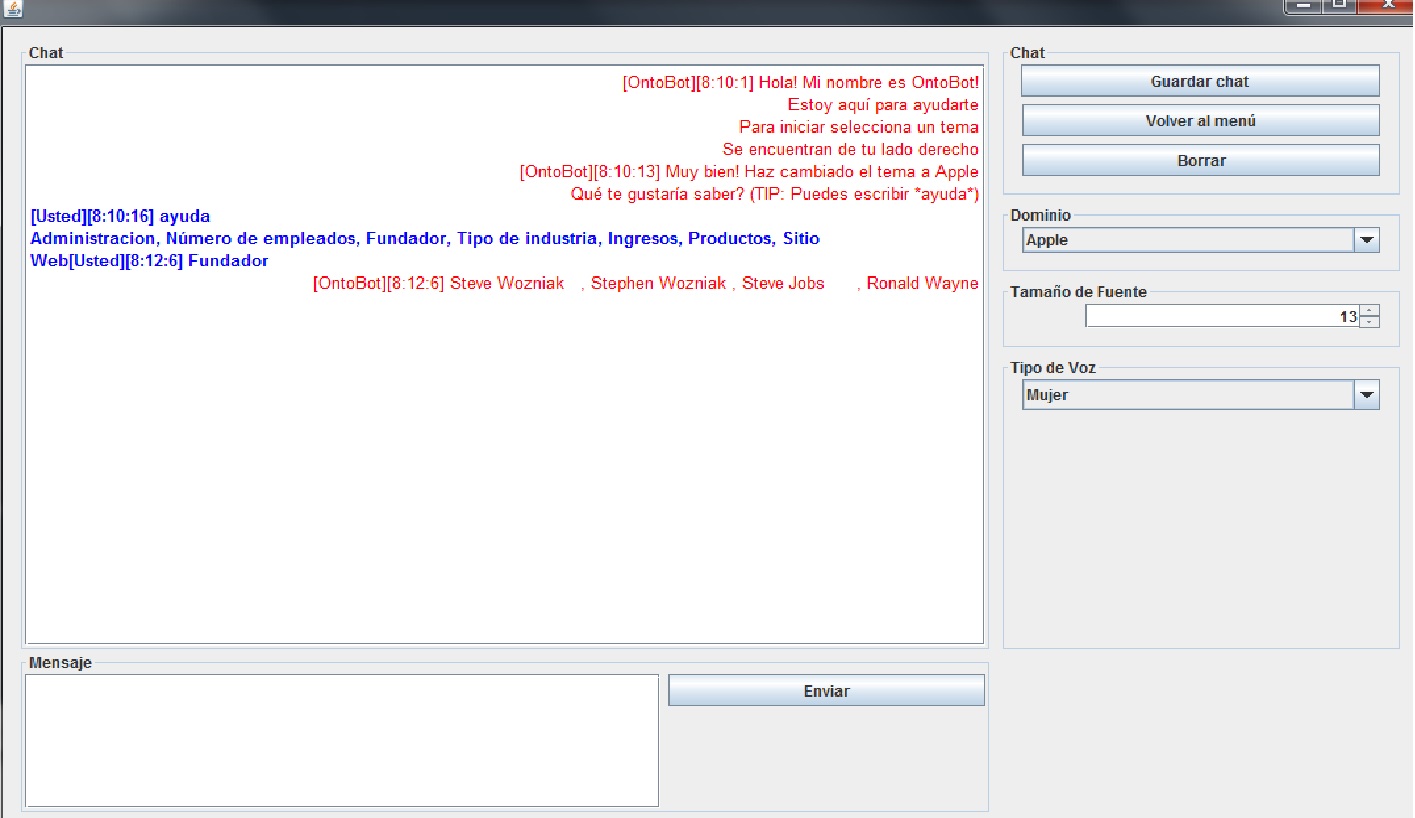 Chat
[OntoBot][8:10:1] Hola! Mi nombre es OntoBot!
Estoy aquí para ayudarte
Para iniciar selecciona un tema
Se encuentran de tu lado derecho
[OntoBot][8:10:13] Muy bien! Haz cambiado el tema a Apple
Qué te gustaría saber? (TIP: Puedes escribir *ayuda*)
[Usted][8:10:16] ayuda
Administracion, Número de empleados, Fundador, Tipo de industria, Ingresos, Productos, Sitio
Web[Usted][8:12:6] Fundador
[OntoBot][8:12:6] Steve Wozniak , Stephen Wozniak , Steve Jobs , Ronald Wayne
Mensaje
Enviar
Chat
Guardar chat
Volver al menú
Borrar
Dominio
Apple
Tamaño de Fuente
13
Tipo de Voz
Mujer